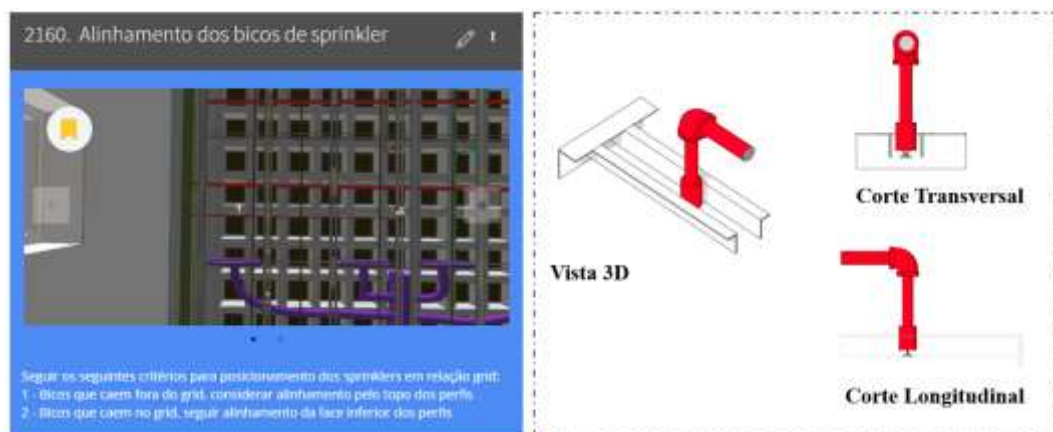 2160. Alinhamento dos bicos de sprinkler
Seguir os seguintes critérios para posicionamento dos sprinklers em relação grid:
1 - Bicos que caem fora do grid, considerar alinhamento pelo topo dos perfis
2 - Bicos que caem no grid, seguir alinhamento da face inferior dos perfis
Vista 3D
Corte Transversal
Corte Longitudinal